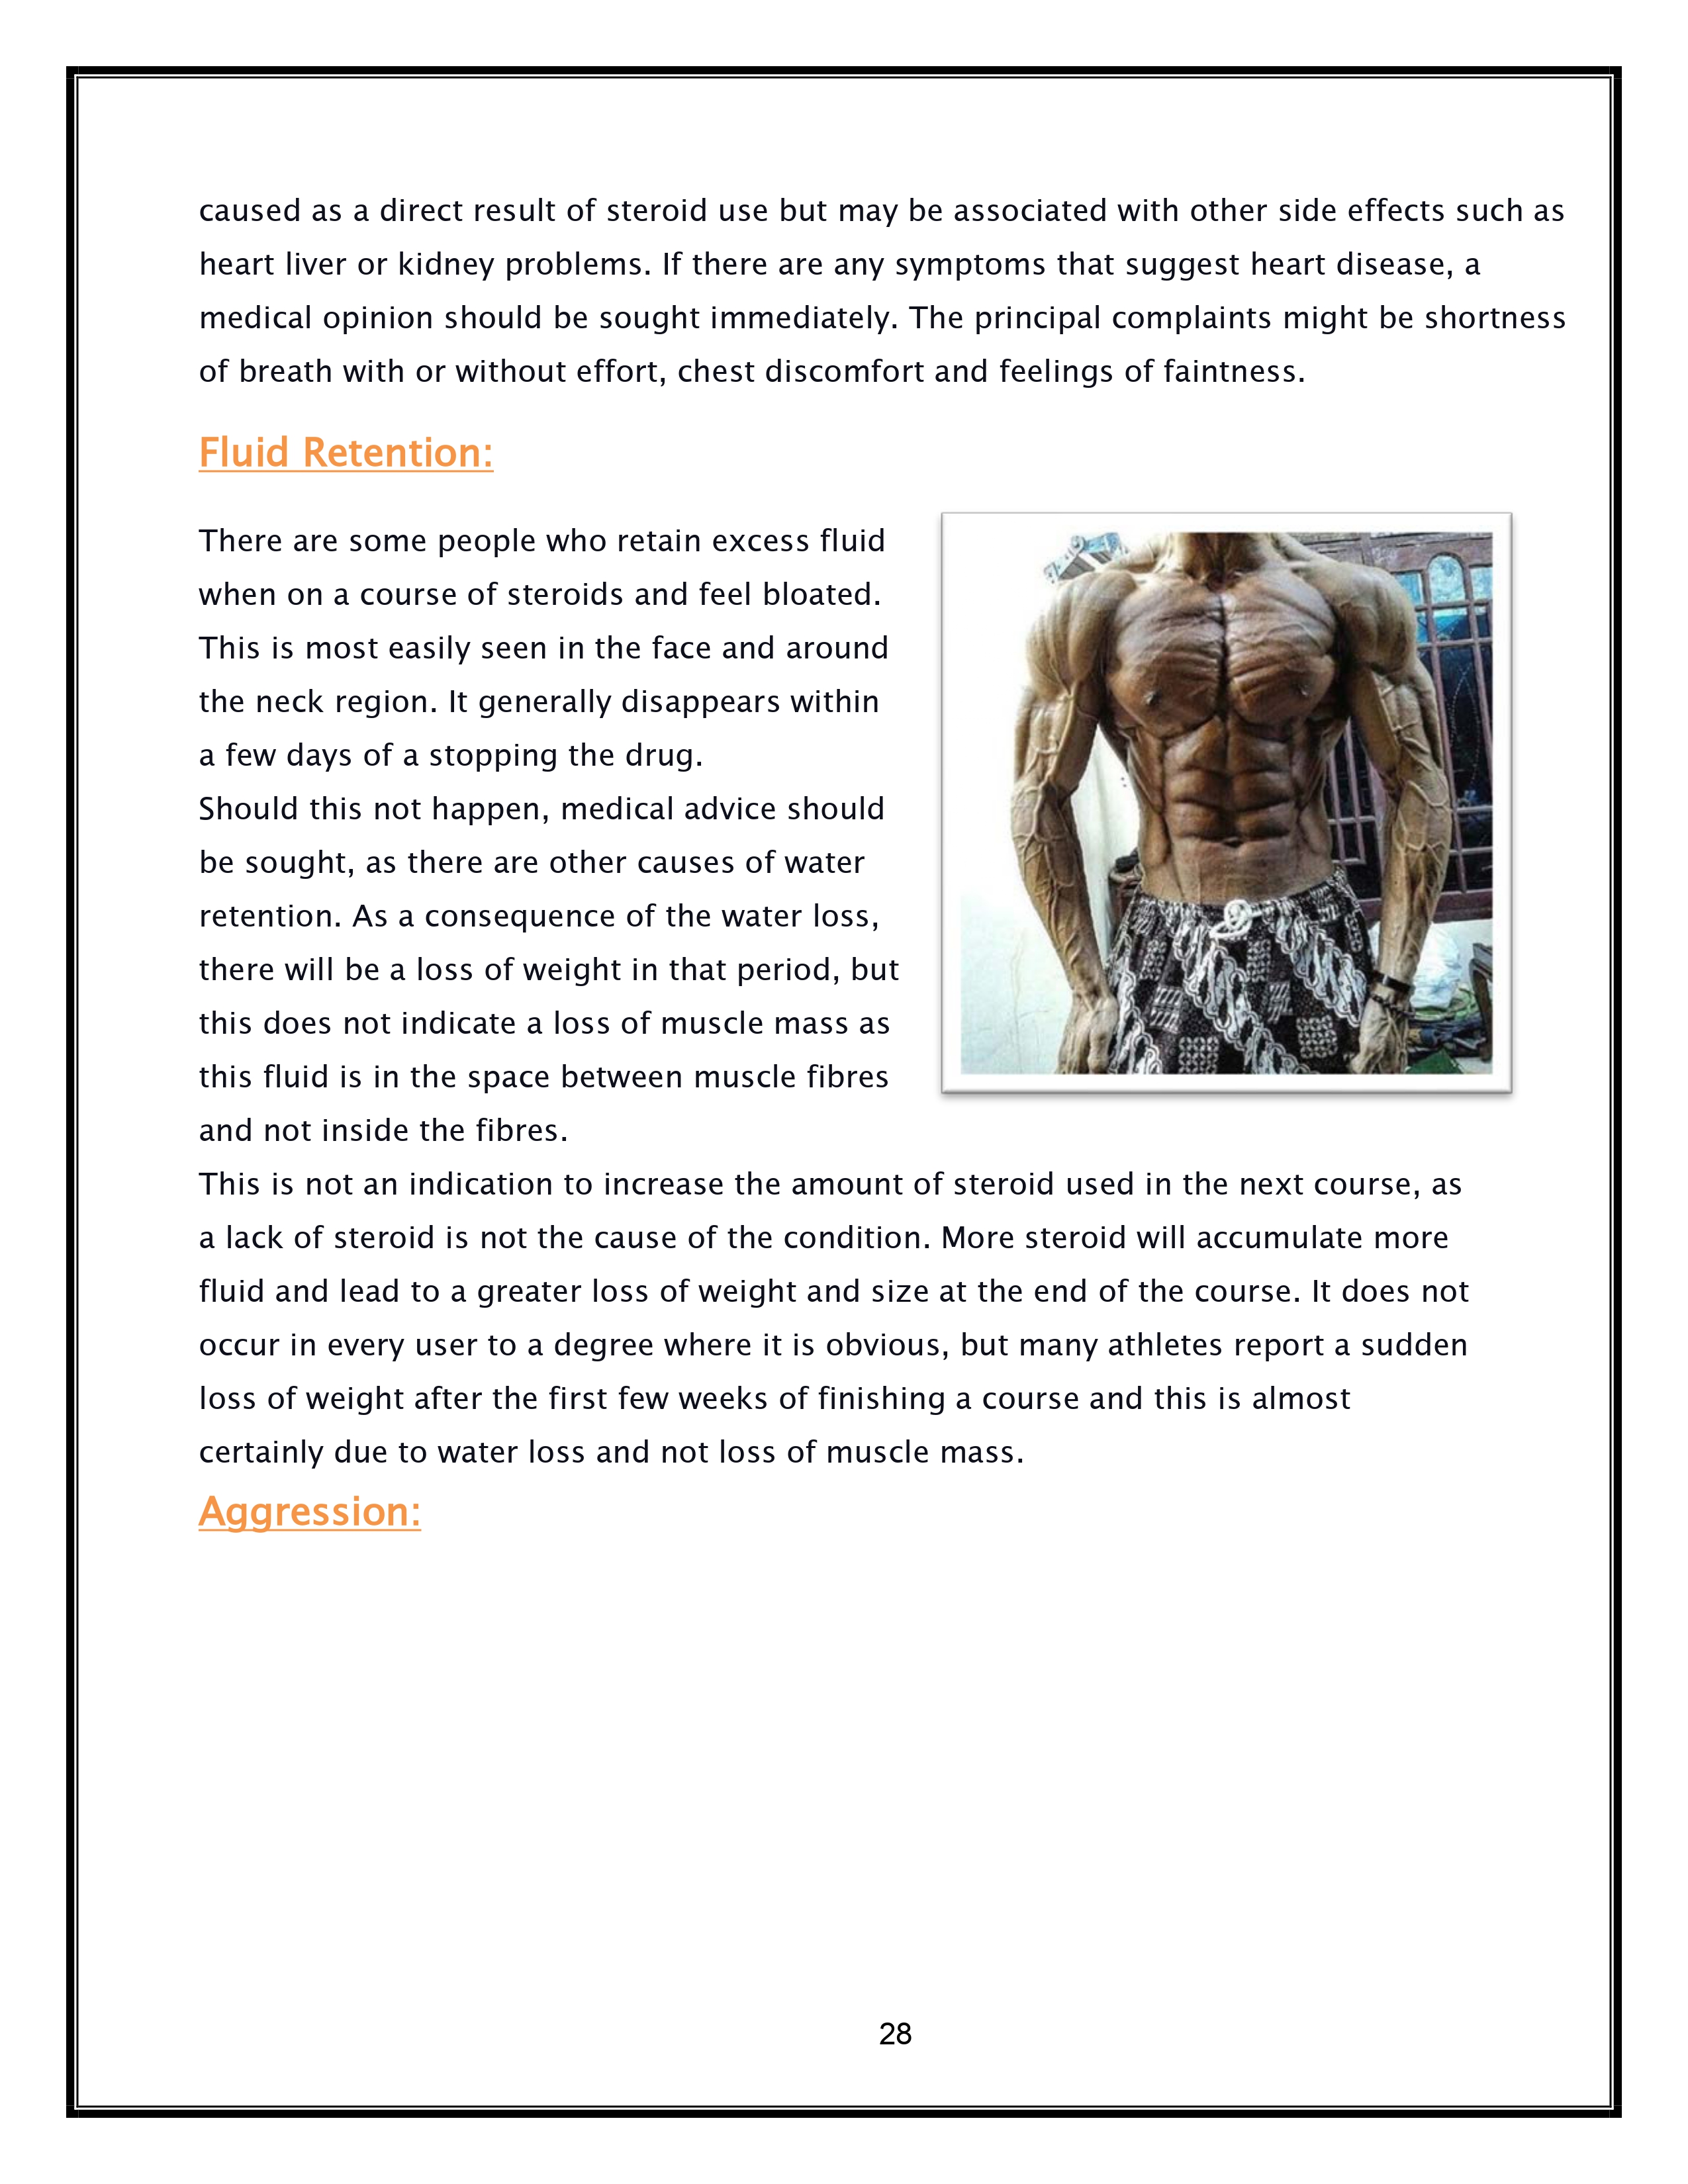 caused as a direct result of steroid use but may be associated with other side effects such as
heart liver or kidney problems. If there are any symptoms that suggest heart disease, a
medical opinion should be sought immediately. The principal complaints might be shortness
of breath with or without effort, chest discomfort and feelings of faintness.
Fluid Retention:
There are some people who retain excess fluid
when on a course of steroids and feel bloated.
This is most easily seen in the face and around
the neck region. It generally disappears within
a few days of a stopping the drug.
Should this not happen, medical advice should
be sought, as there are other causes of water
retention. As a consequence of the water loss,
there will be a loss of weight in that period, but
this does not indicate a loss of muscle mass as
this fluid is in the space between muscle fibres
and not inside the fibres.
This is not an indication to increase the amount of steroid used in the next course, as
a lack of steroid is not the cause of the condition. More steroid will accumulate more
fluid and lead to a greater loss of weight and size at the end of the course. It does not
occur in every user to a degree where it is obvious, but many athletes report a sudden
loss of weight after the first few weeks of finishing a course and this is almost
certainly due to water loss and not loss of muscle mass.
Aggression:
28